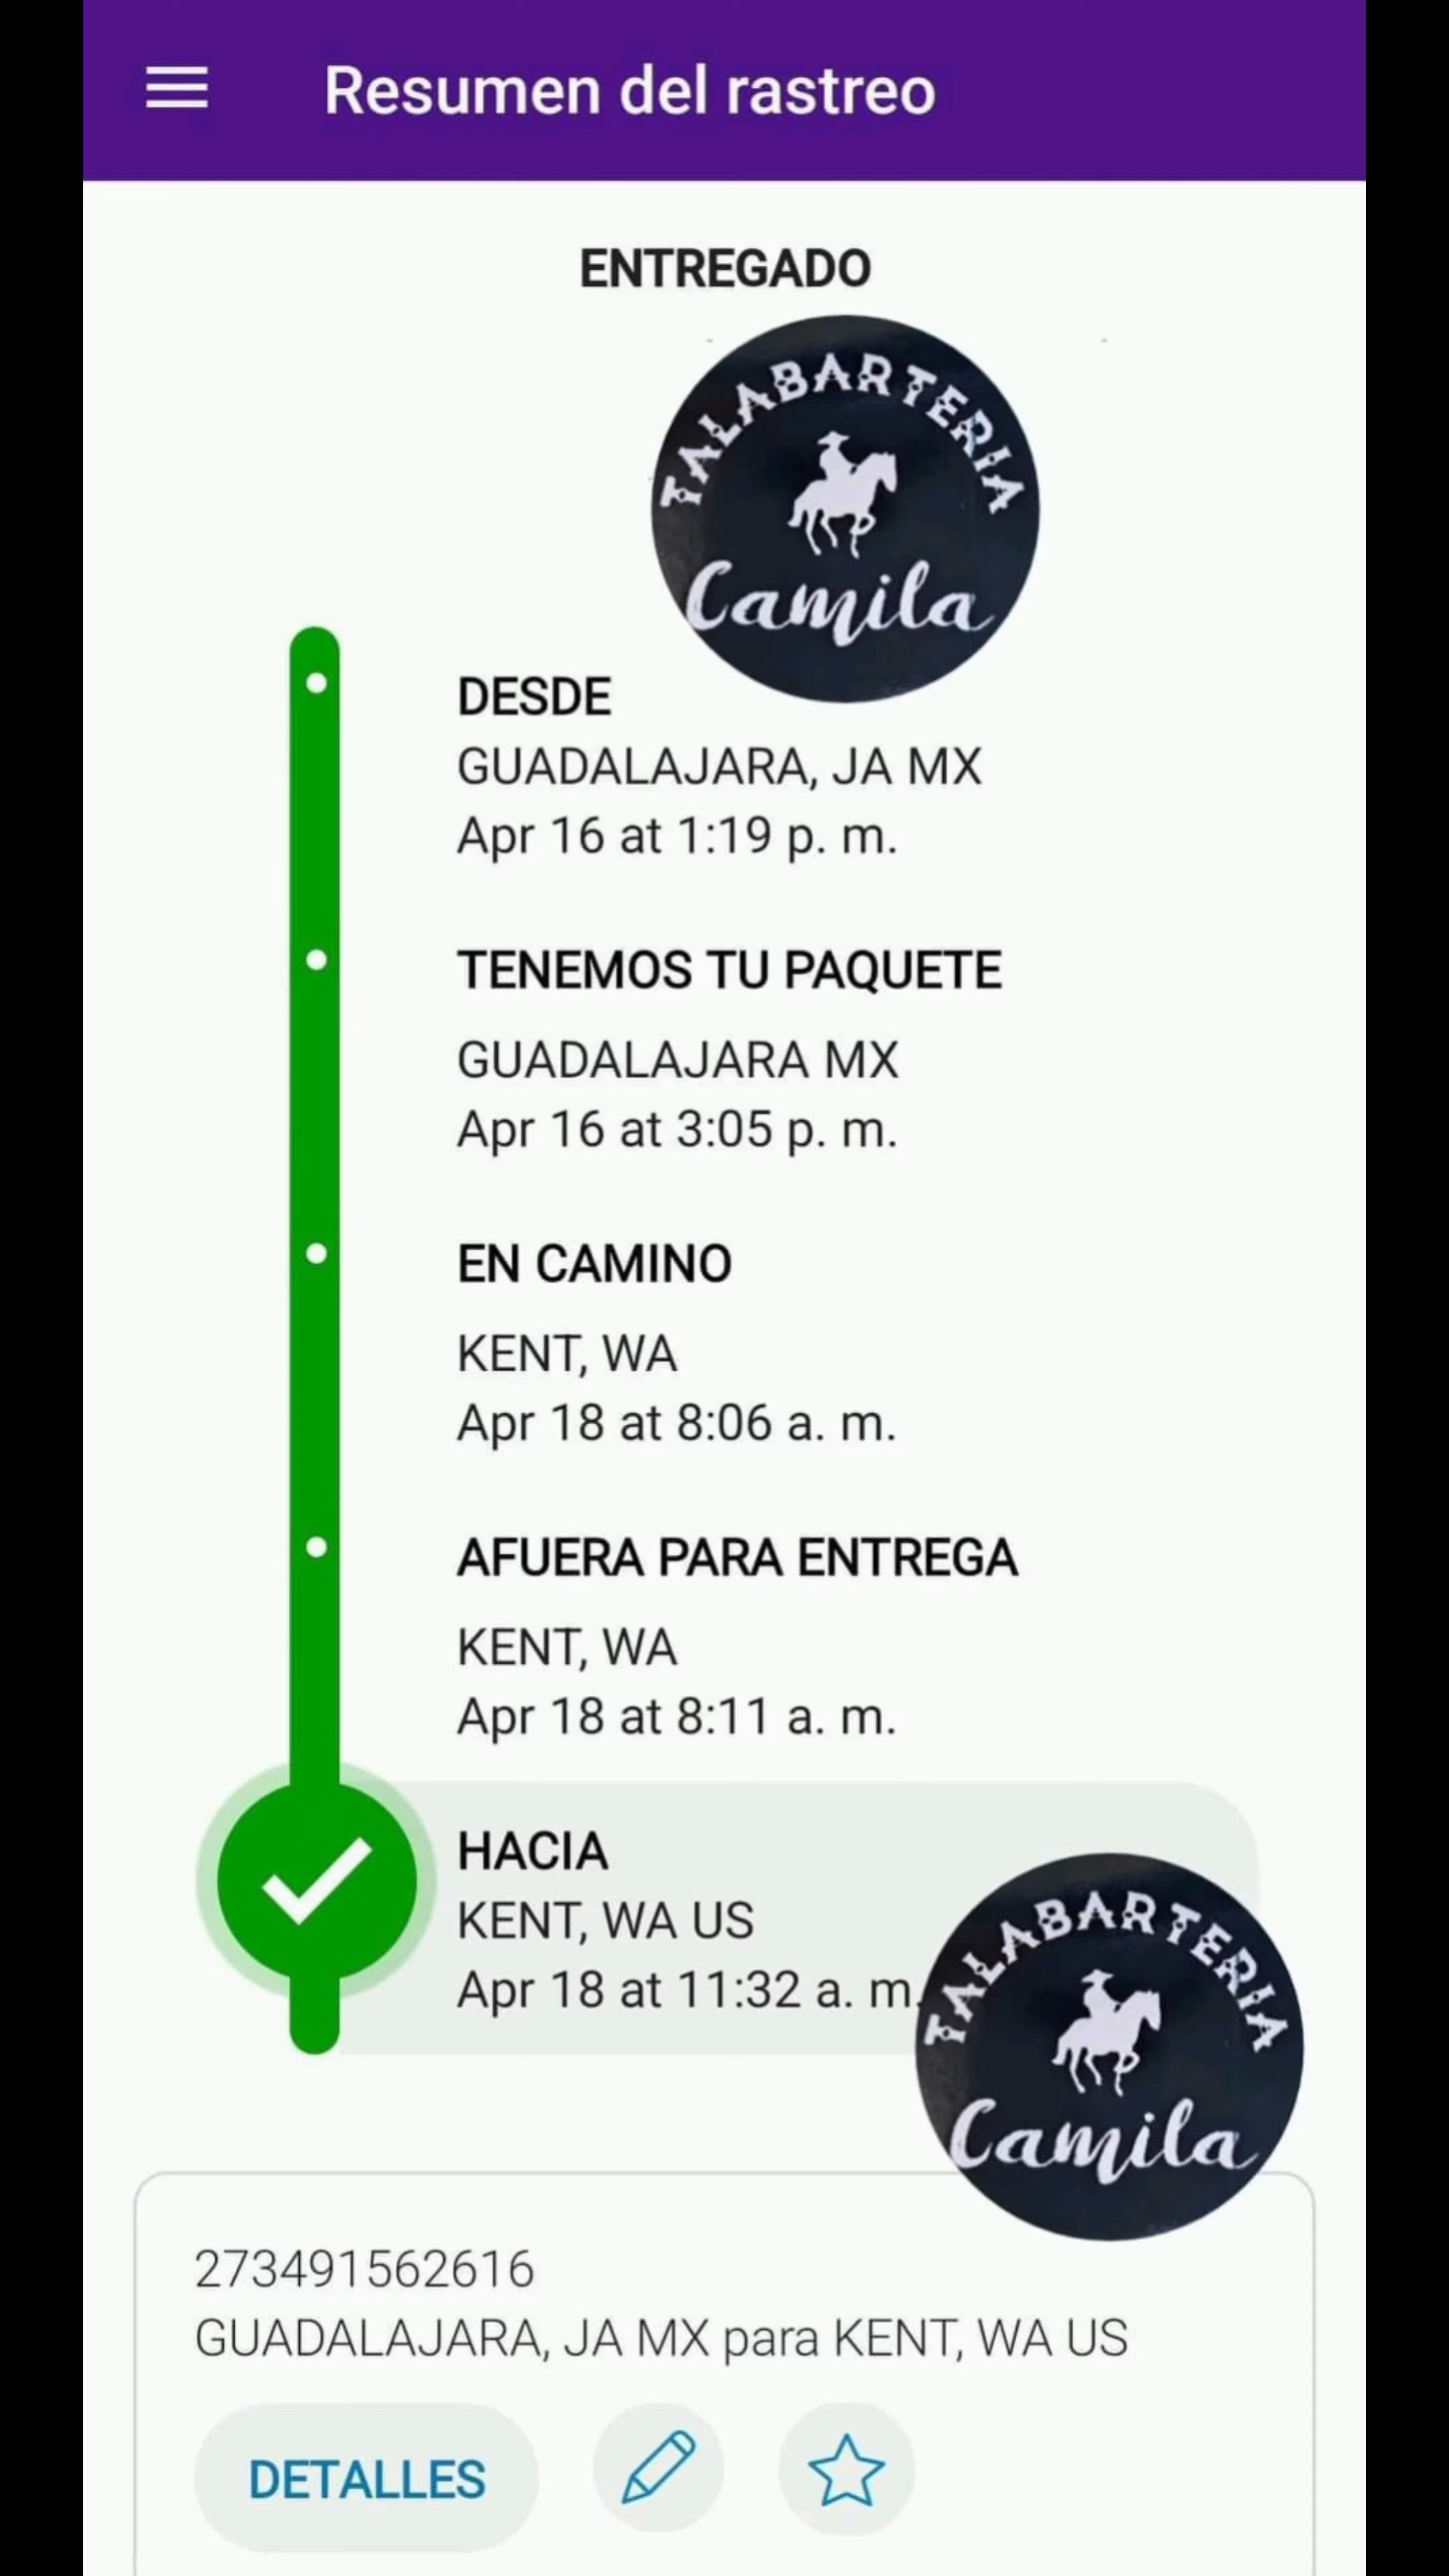 Resumen del rastreo
ENTREGADO
TALABARTERIA
Camila
DESDE
GUADALAJARA, JA MX
Apr 16 at 1:19 p. m.
TENEMOS TU PAQUETE
GUADALAJARA MX
Apr 16 at 3:05 p. m.
EN CAMINO
KENT, WA
Apr 18 at 8:06 a. m.
AFUERA PARA ENTREGA
KENT, WA
Apr 18 at 8:11 a. m.
HACIA
KENT, WA US
Apr 18 at 11:32 a. m.
TALABARTERIA
Camila
273491562616
GUADALAJARA, JA MX para KENT, WA US
DETALLES